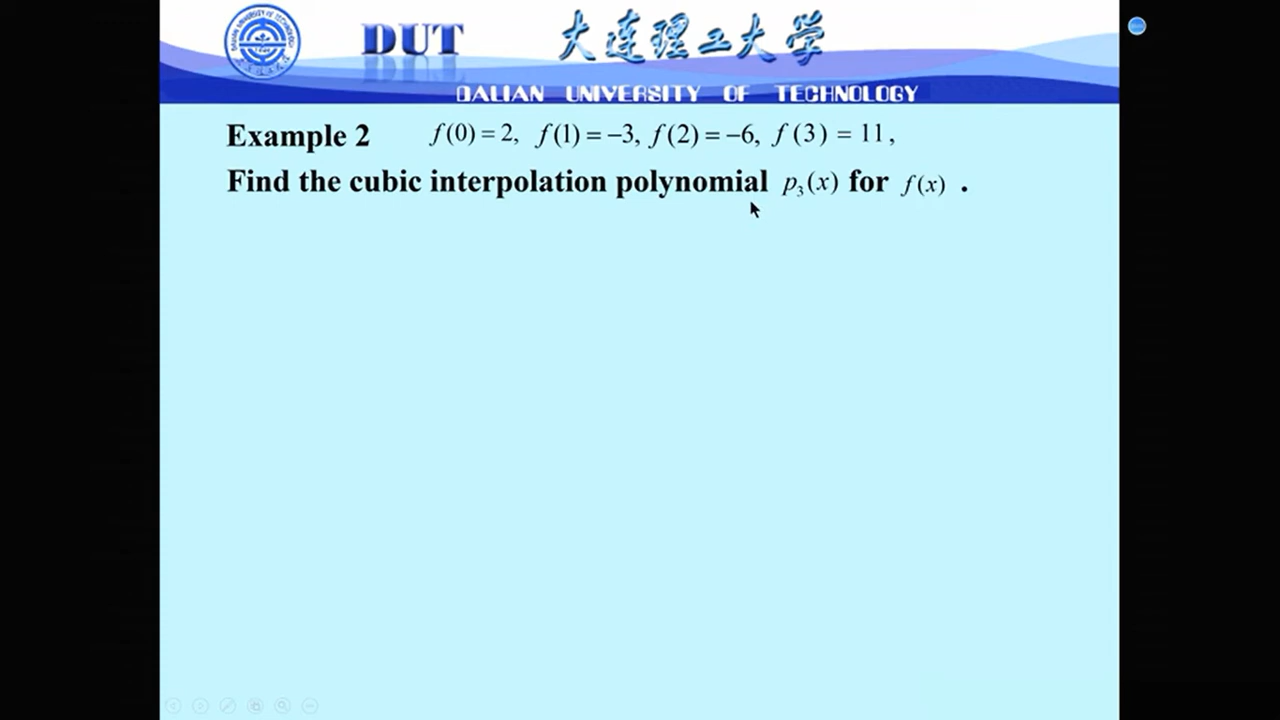 DUT 大连理工大学
DALIAN UNIVERSITY OF TECHNOLOGY
Example 2 f(0) = 2, f(1) = −3, f(2) = −6, f(3) = 11,
Find the cubic interpolation polynomial p₃(x) for f(x) .